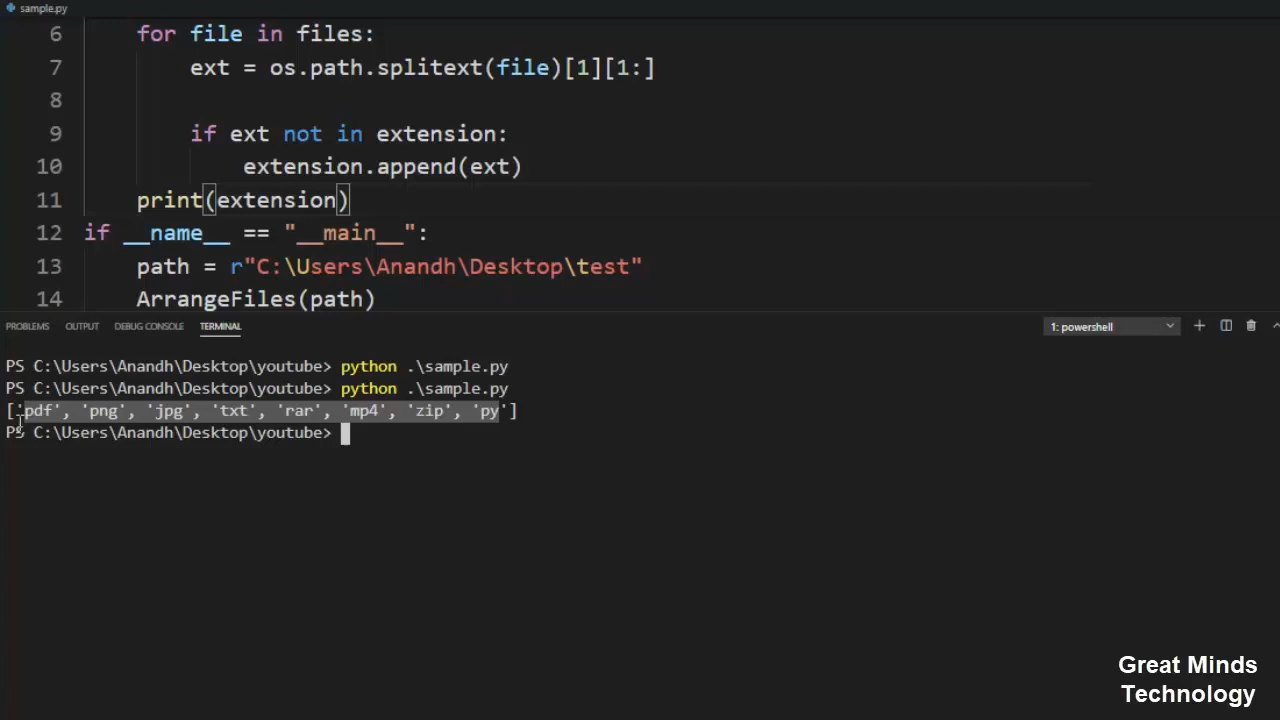 sample.py
6 for file in files:
7 ext = os.path.splitext(file)[1][1:]
8
9 if ext not in extension:
10 extension.append(ext)
11 print(extension)
12 if __name__ == "__main__":
13 path = r"C:\Users\Anandh\Desktop\test"
14 ArrangeFiles(path)
PROBLEMS OUTPUT DEBUG CONSOLE TERMINAL 1: powershell
PS C:\Users\Anandh\Desktop\youtube> python .\sample.py
PS C:\Users\Anandh\Desktop\youtube> python .\sample.py
['pdf', 'png', 'jpg', 'txt', 'rar', 'mp4', 'zip', 'py']
PS C:\Users\Anandh\Desktop\youtube>
Great Minds
Technology